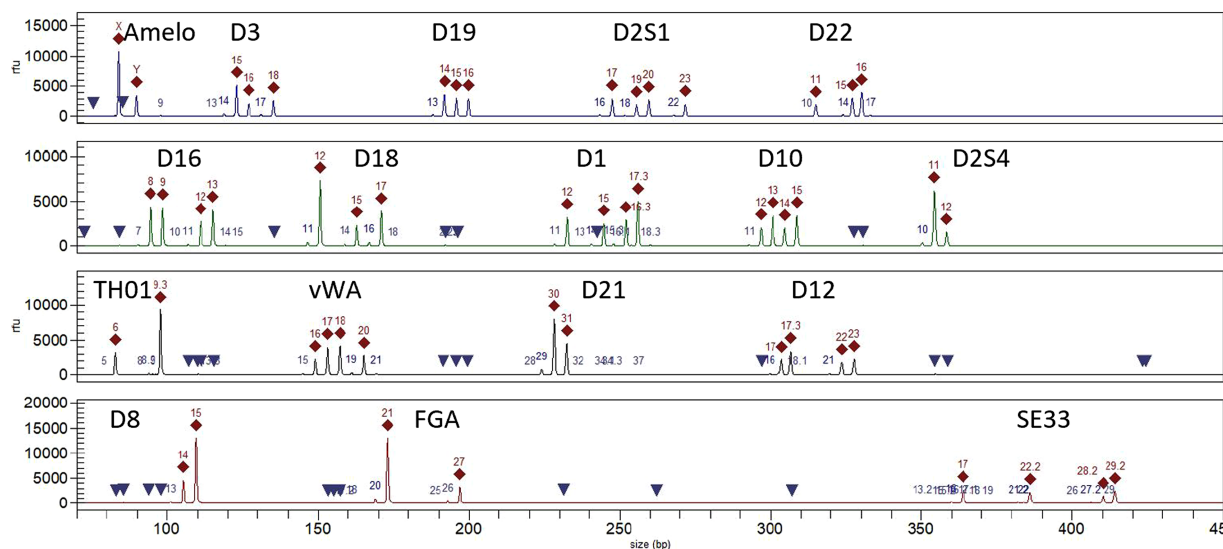 15000
10000
5000
0
rfu
Amelo D3 D19 D2S1 D22
X Y 9 13 14 15 16 17 18 13 14 15 16 16 17 18 19 20 22 23 10 11 14 15 16 17
10000
5000
0
D16 D18 D1 D10 D2S4
7 8 9 10 11 12 13 14 15 11 12 14 15 16 17 18 11 12 13 15 17.3 18.3 11 12 13 14 15 10 11 12
10000
5000
0
rfu
TH01 vWA D21 D12
5 6 8 9.3 15 16 17 18 19 20 21 28 29 30 31 32 37 16 17 17.3 21 22 23
20000
15000
10000
5000
0
D8 FGA SE33
13 14 15 20 21 25 26 27 13.2 17 18 19 21 22.2 26 27.2 28.2 29 29.2
100 150 200 250 300 350 400 45
size (bp)